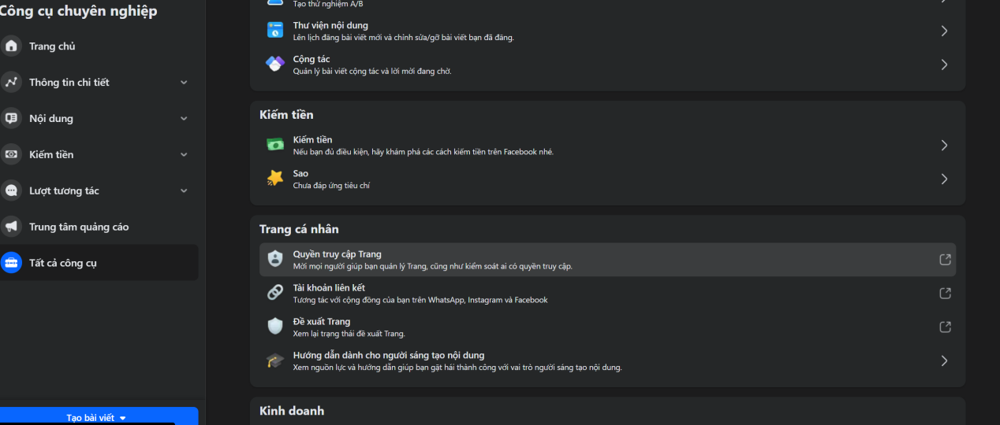 Công cụ chuyên nghiệp
Trang chủ
Thông tin chi tiết
Nội dung
Kiếm tiền
Lượt tương tác
Trung tâm quảng cáo
Tất cả công cụ
Tạo bài viết
Tạo thử nghiệm A/B
Thư viện nội dung
Lên lịch đăng bài viết mới và chỉnh sửa/gỡ bài viết bạn đã đăng.
Cộng tác
Quản lý bài viết cộng tác và lời mời đang chờ.
Kiếm tiền
Kiếm tiền
Nếu bạn đủ điều kiện, hãy khám phá các cách kiếm tiền trên Facebook nhé.
Sao
Chưa đáp ứng tiêu chí
Trang cá nhân
Quyền truy cập Trang
Mời mọi người giúp bạn quản lý Trang, cũng như kiểm soát ai có quyền truy cập.
Tài khoản liên kết
Tương tác với cộng đồng của bạn trên WhatsApp, Instagram và Facebook
Đề xuất Trang
Xem lại trạng thái đề xuất Trang.
Hướng dẫn dành cho người sáng tạo nội dung
Xem nguồn lực và hướng dẫn giúp bạn gặt hái thành công với vai trò người sáng tạo nội dung.
Kinh doanh